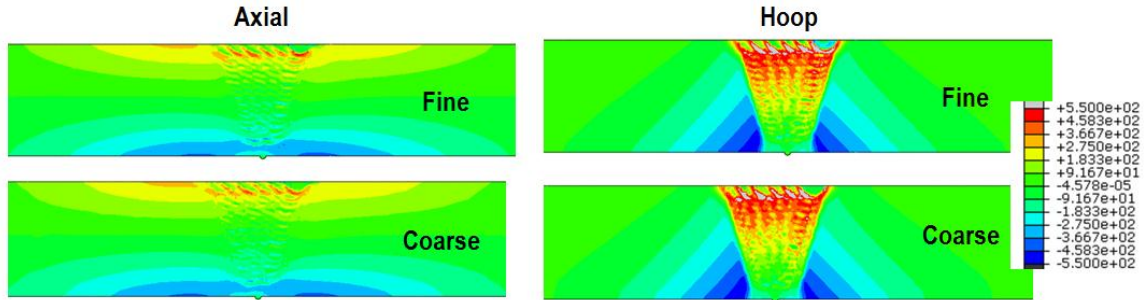 Axial
Hoop
Fine
Fine
+5.500e+02
+4.583e+02
+3.667e+02
+2.750e+02
+1.833e+02
+9.167e+01
-4.578e-05
-9.167e+01
-1.833e+02
-2.750e+02
-3.667e+02
-4.583e+02
-5.500e+02
Coarse
Coarse